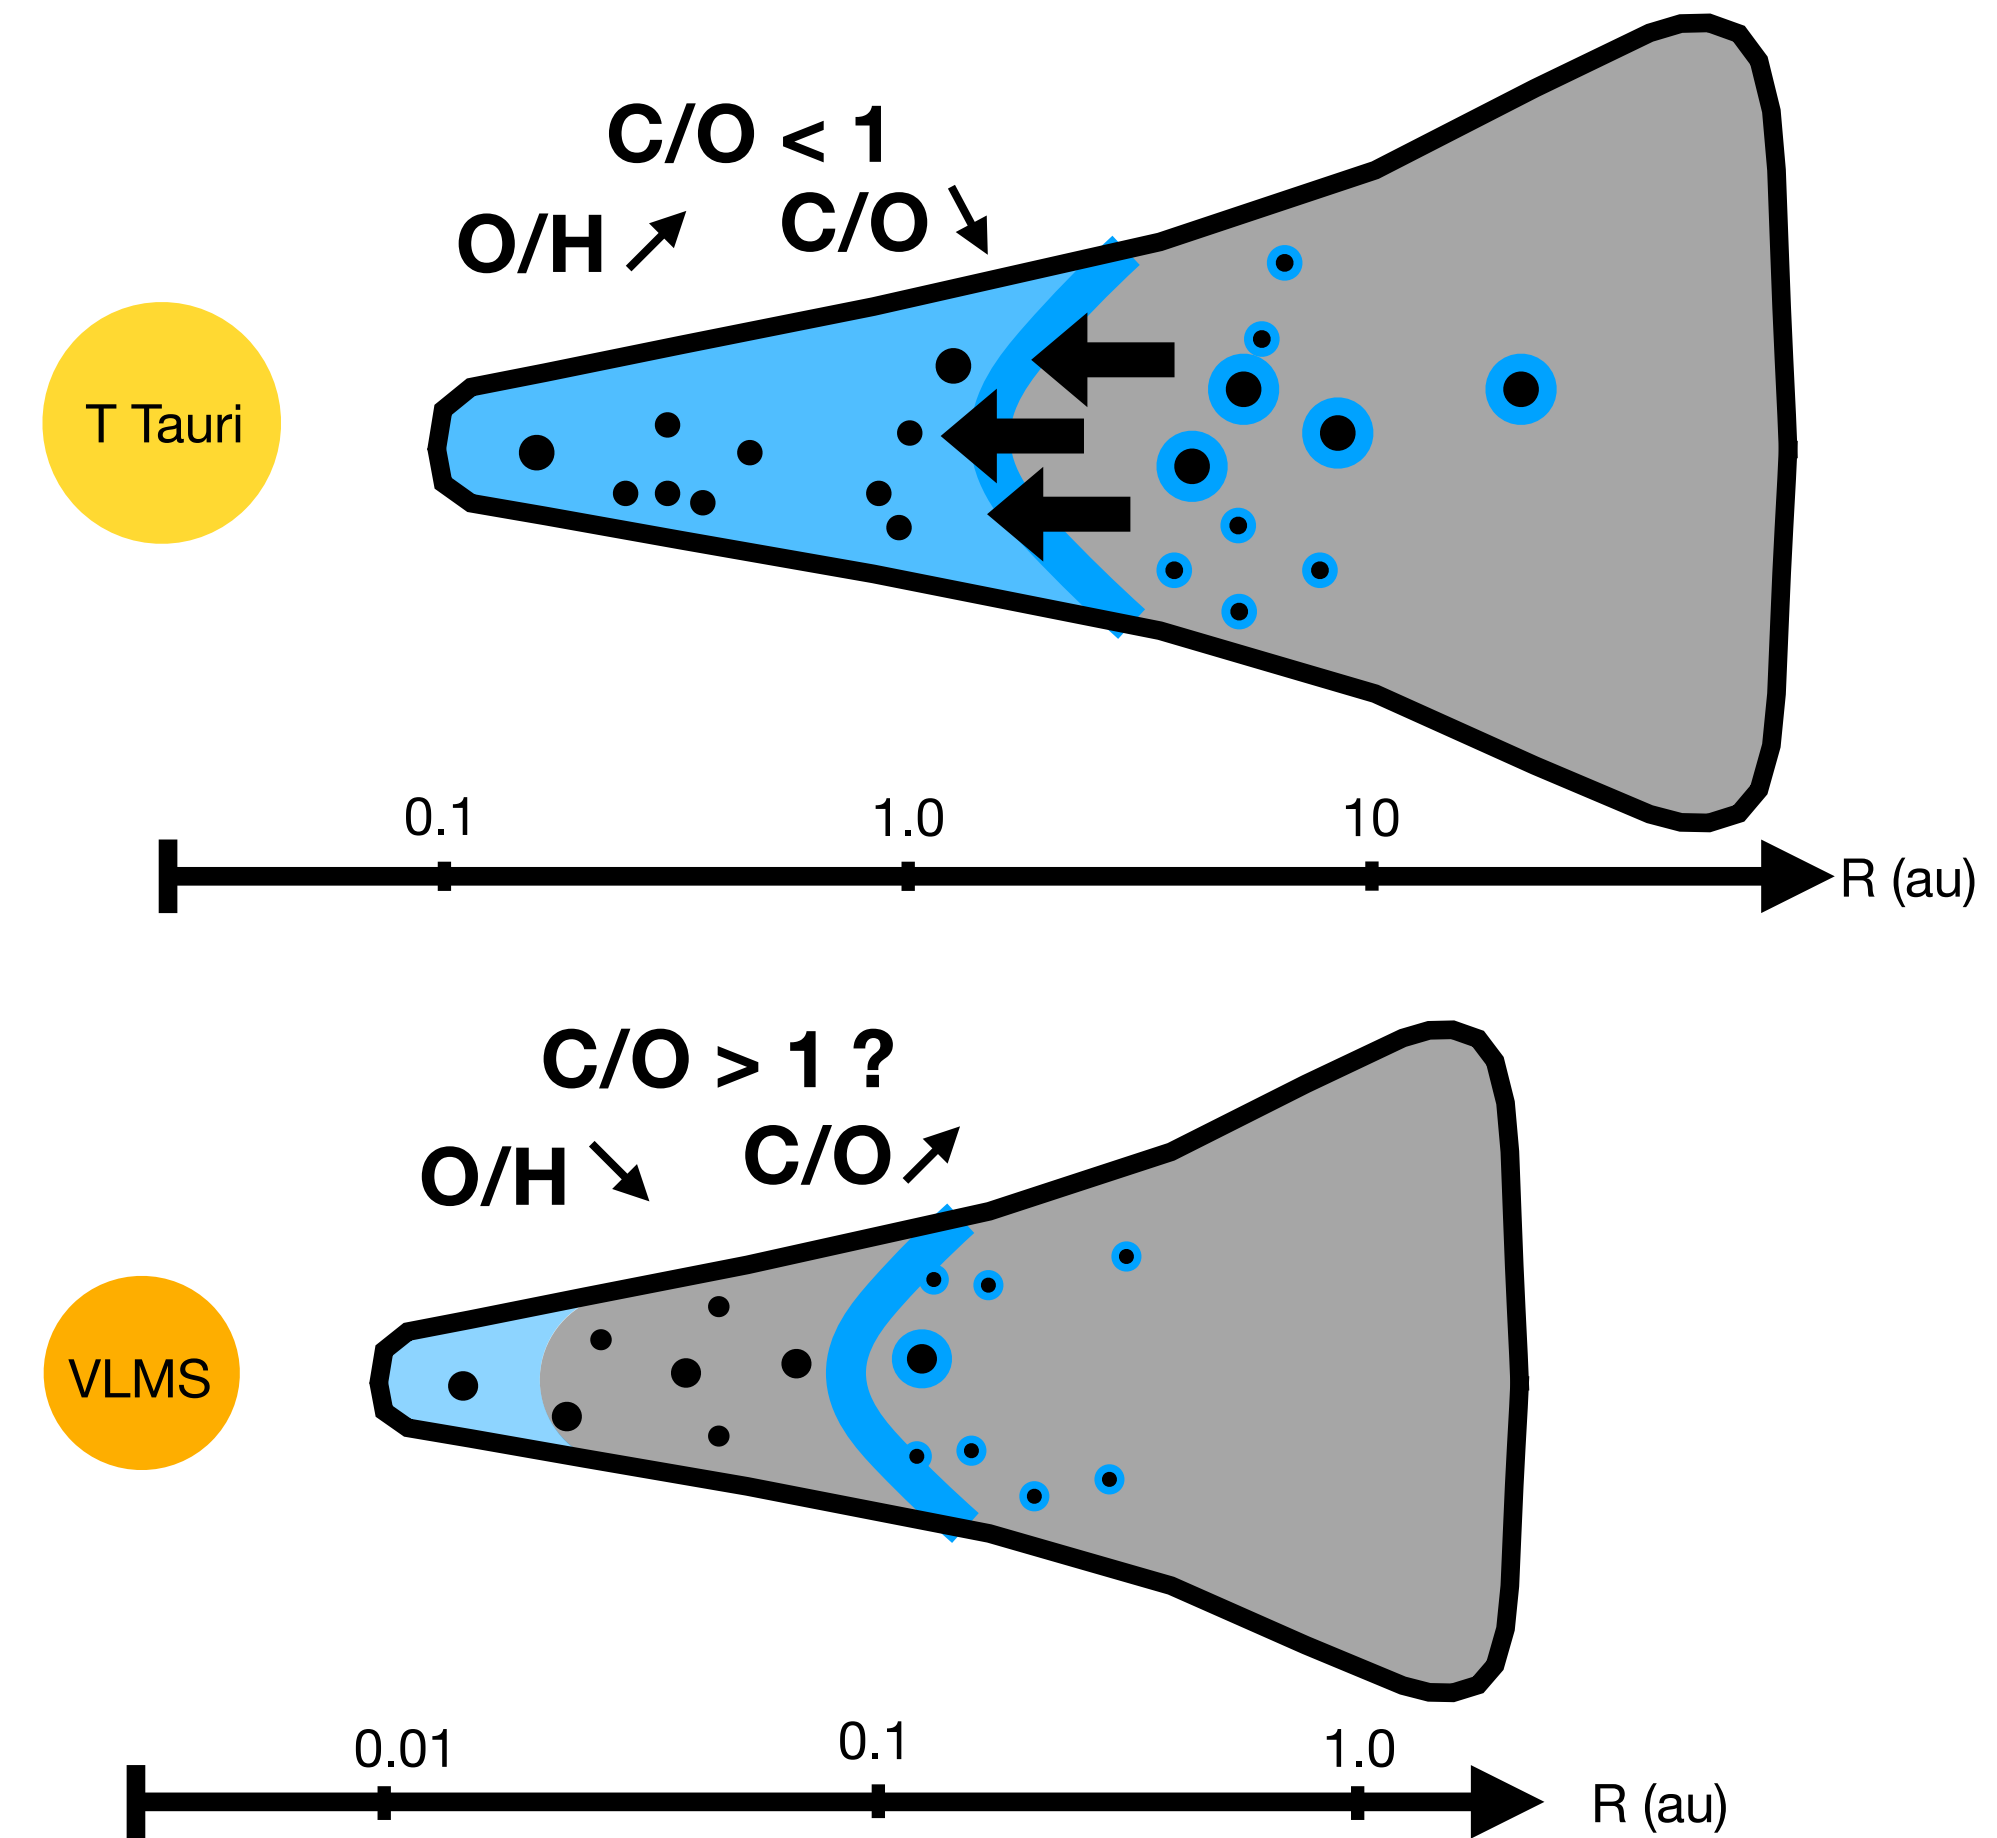 C/O < 1
O/H ↗ C/O ↘
T Tauri
0.1 1.0 10
R (au)
C/O > 1 ?
O/H ↘ C/O ↗
VLMS
0.01 0.1 1.0
R (au)